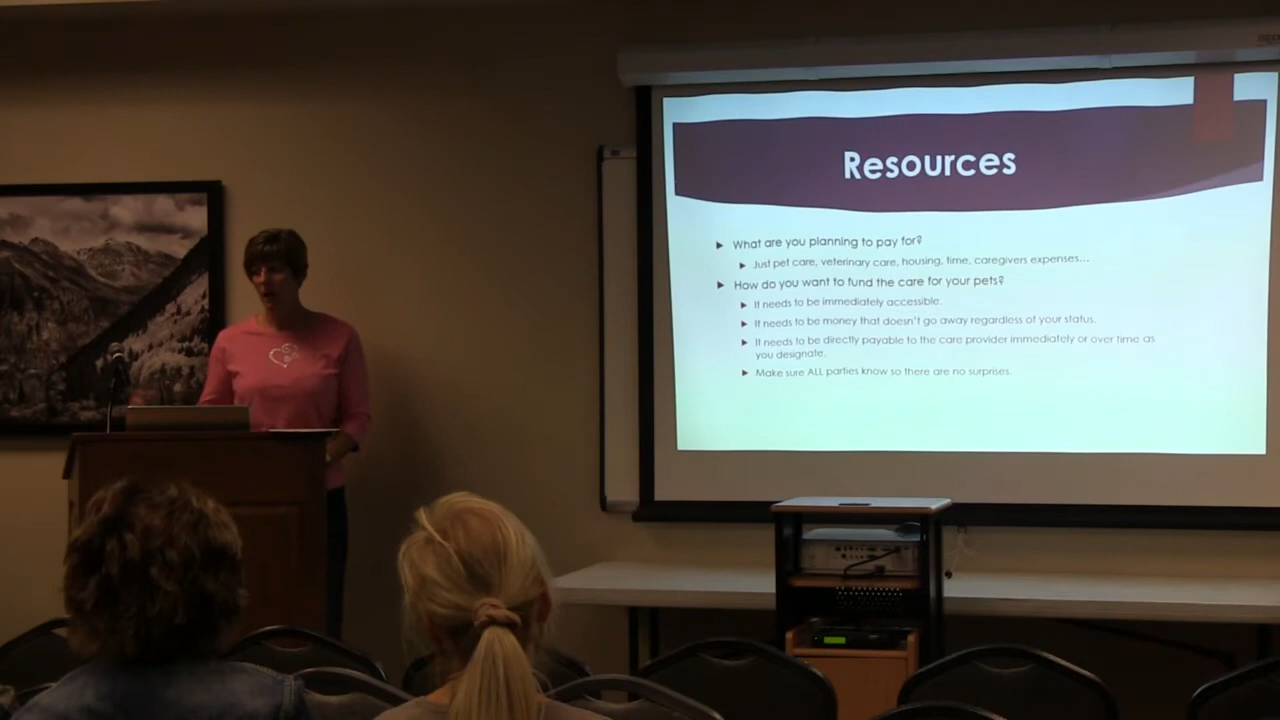 Resources
What are you planning to pay for?
Just pet care, veterinary care, housing, time, caregivers expenses...
How do you want to fund the care for your pets?
It needs to be immediately accessible.
It needs to be money that doesn't go away regardless of your status.
It needs to be directly payable to the care provider immediately or over time as
you designate.
Make sure ALL parties know so there are no surprises.